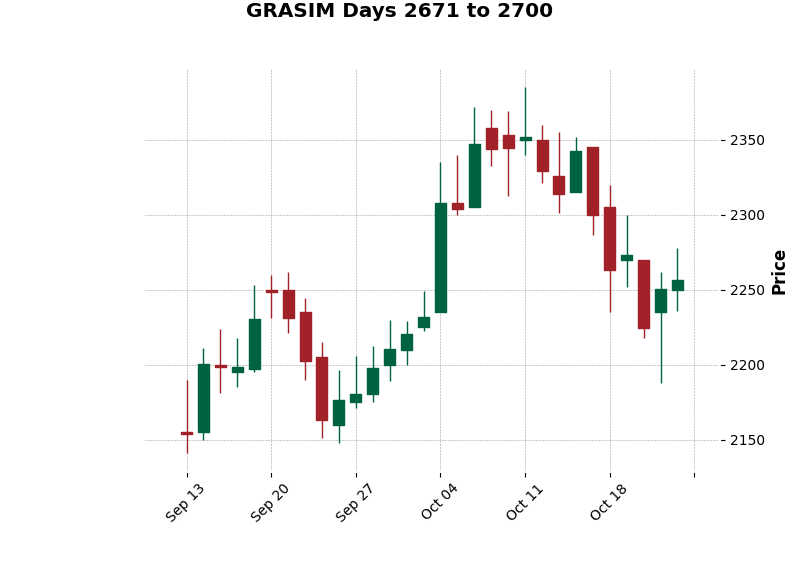 GRASIM Days 2671 to 2700
2350
2300
2250
2200
2150
Price
Sep 13
Sep 20
Sep 27
Oct 04
Oct 11
Oct 18